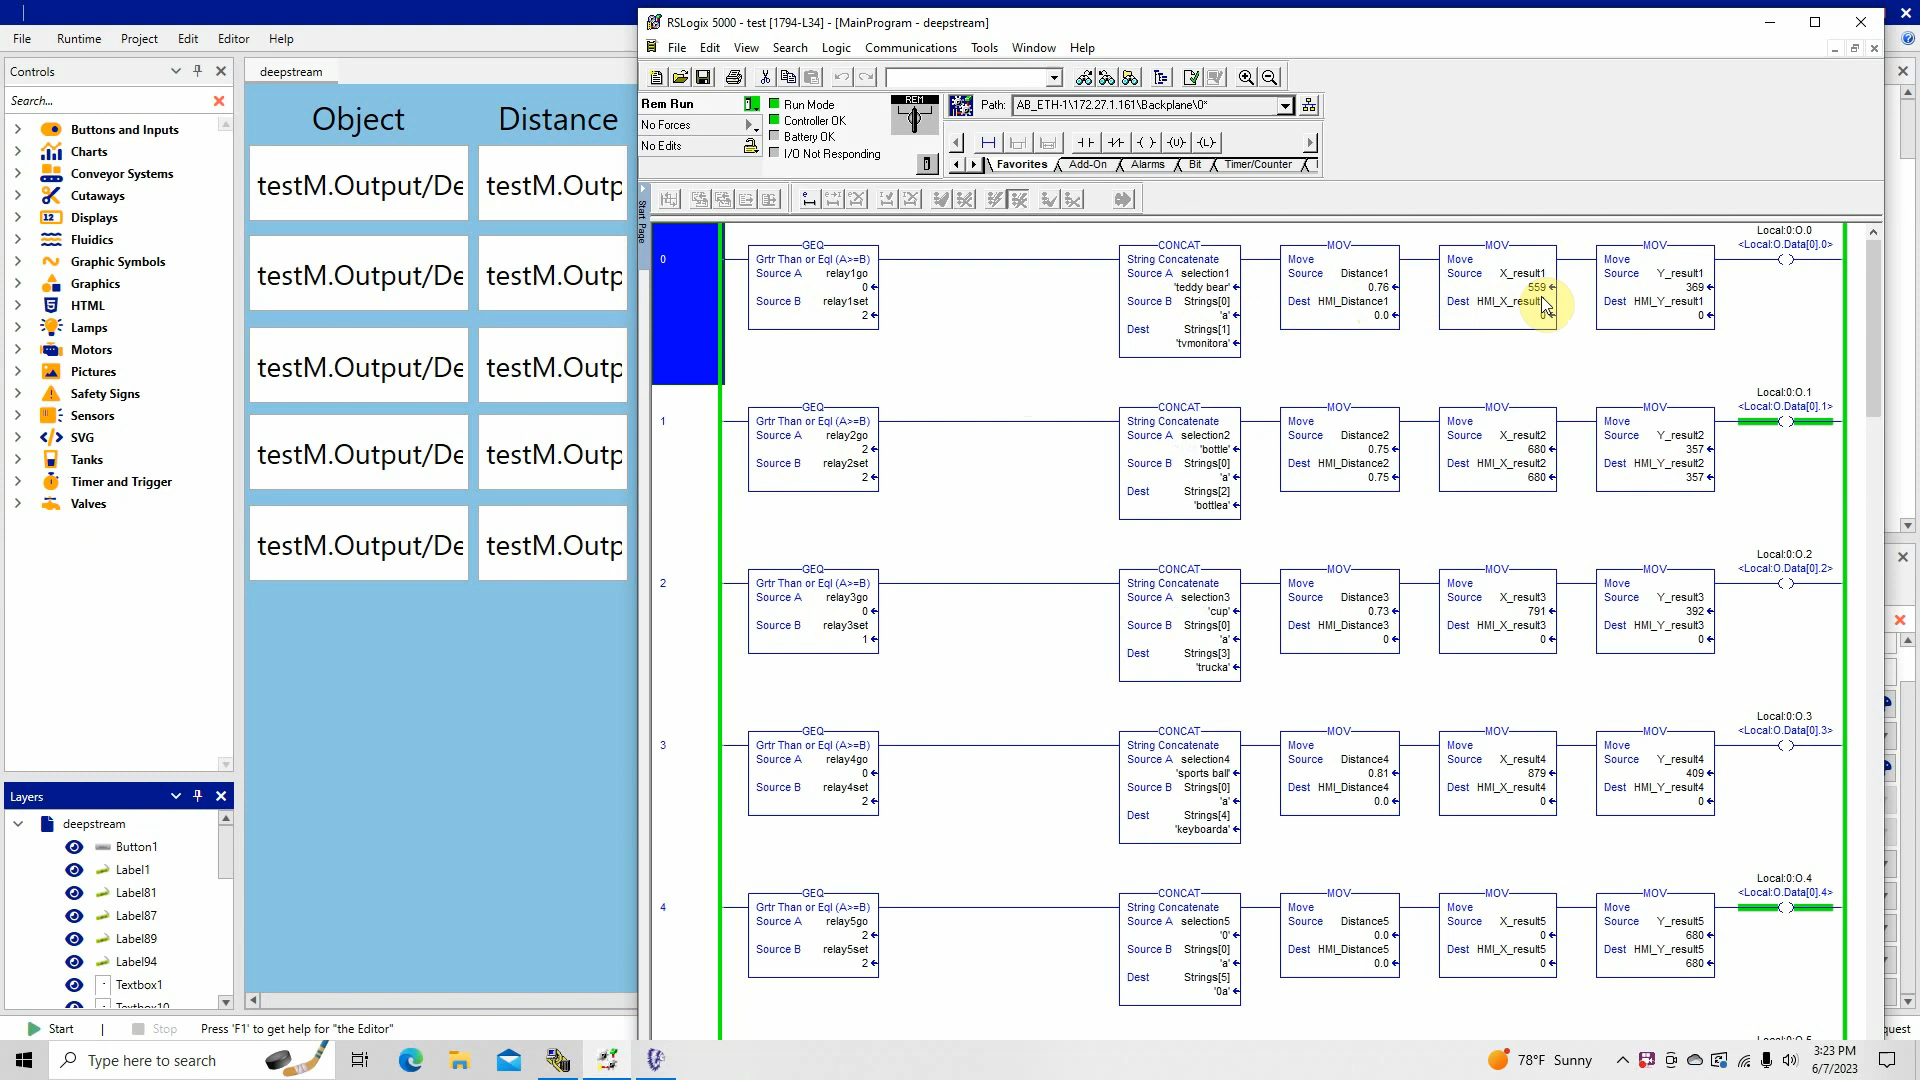 File Runtime Project Edit Editor Help
Controls
Search...
Buttons and Inputs
Charts
Conveyor Systems
Cutaways
Displays
Fluidics
Graphic Symbols
Graphics
HTML
Lamps
Motors
Pictures
Safety Signs
Sensors
SVG
Tanks
Timer and Trigger
Valves
Layers
deepstream
Button1
Label1
Label81
Label87
Label89
Label94
Textbox1
Textbox10
deepstream
Object Distance
testM.Output/De testM.Outp
testM.Output/De testM.Outp
testM.Output/De testM.Outp
testM.Output/De testM.Outp
testM.Output/De testM.Outp
RSLogix 5000 - test [1794-L34] - [MainProgram - deepstream]
File Edit View Search Logic Communications Tools Window Help
Rem Run
No Forces
No Edits
Run Mode
Controller OK
Battery OK
I/O Not Responding
REM
Path: AB_ETH-1\172.27.1.161\Backplane\0*
Favorites Add-On Alarms Bit Timer/Counter
Start Page
0
GEQ
Grtr Than or Eql (A>=B)
Source A relay1go
0
Source B relay1set
2
CONCAT
String Concatenate
Source A selection1
'teddy bear'
Source B Strings[0]
'a'
Dest Strings[1]
'tvmonitora'
MOV
Move
Source Distance1
0.76
Dest HMI_Distance1
0.0
MOV
Move
Source X_result1
559
Dest HMI_X_result
0
MOV
Move
Source Y_result1
369
Dest HMI_Y_result1
0
Local:0:O.0
<Local:O.Data[0].0>
1
GEQ
Grtr Than or Eql (A>=B)
Source A relay2go
2
Source B relay2set
2
CONCAT
String Concatenate
Source A selection2
'bottle'
Source B Strings[0]
'a'
Dest Strings[2]
'bottlea'
MOV
Move
Source Distance2
0.75
Dest HMI_Distance2
0.75
MOV
Move
Source X_result2
680
Dest HMI_X_result2
680
MOV
Move
Source Y_result2
357
Dest HMI_Y_result2
357
Local:0:O.1
<Local:O.Data[0].1>
2
GEQ
Grtr Than or Eql (A>=B)
Source A relay3go
0
Source B relay3set
1
CONCAT
String Concatenate
Source A selection3
'cup'
Source B Strings[0]
'a'
Dest Strings[3]
'trucka'
MOV
Move
Source Distance3
0.73
Dest HMI_Distance3
0
MOV
Move
Source X_result3
791
Dest HMI_X_result3
0
MOV
Move
Source Y_result3
392
Dest HMI_Y_result3
0
Local:0:O.2
<Local:O.Data[0].2>
3
GEQ
Grtr Than or Eql (A>=B)
Source A relay4go
0
Source B relay4set
2
CONCAT
String Concatenate
Source A selection4
'sports ball'
Source B Strings[0]
'a'
Dest Strings[4]
'keyboarda'
MOV
Move
Source Distance4
0.81
Dest HMI_Distance4
0.0
MOV
Move
Source X_result4
879
Dest HMI_X_result4
0
MOV
Move
Source Y_result4
409
Dest HMI_Y_result4
0
Local:0:O.3
<Local:O.Data[0].3>
4
GEQ
Grtr Than or Eql (A>=B)
Source A relay5go
2
Source B relay5set
2
CONCAT
String Concatenate
Source A selection5
'0'
Source B Strings[0]
'a'
Dest Strings[5]
'0a'
MOV
Move
Source Distance5
0.0
Dest HMI_Distance5
0.0
MOV
Move
Source X_result5
0
Dest HMI_X_result5
0
MOV
Move
Source Y_result5
680
Dest HMI_Y_result5
680
Local:0:O.4
<Local:O.Data[0].4>
Start | Stop Press 'F1' to get help for "the Editor"
quest
Type here to search
78°F Sunny
3:23 PM
6/7/2023